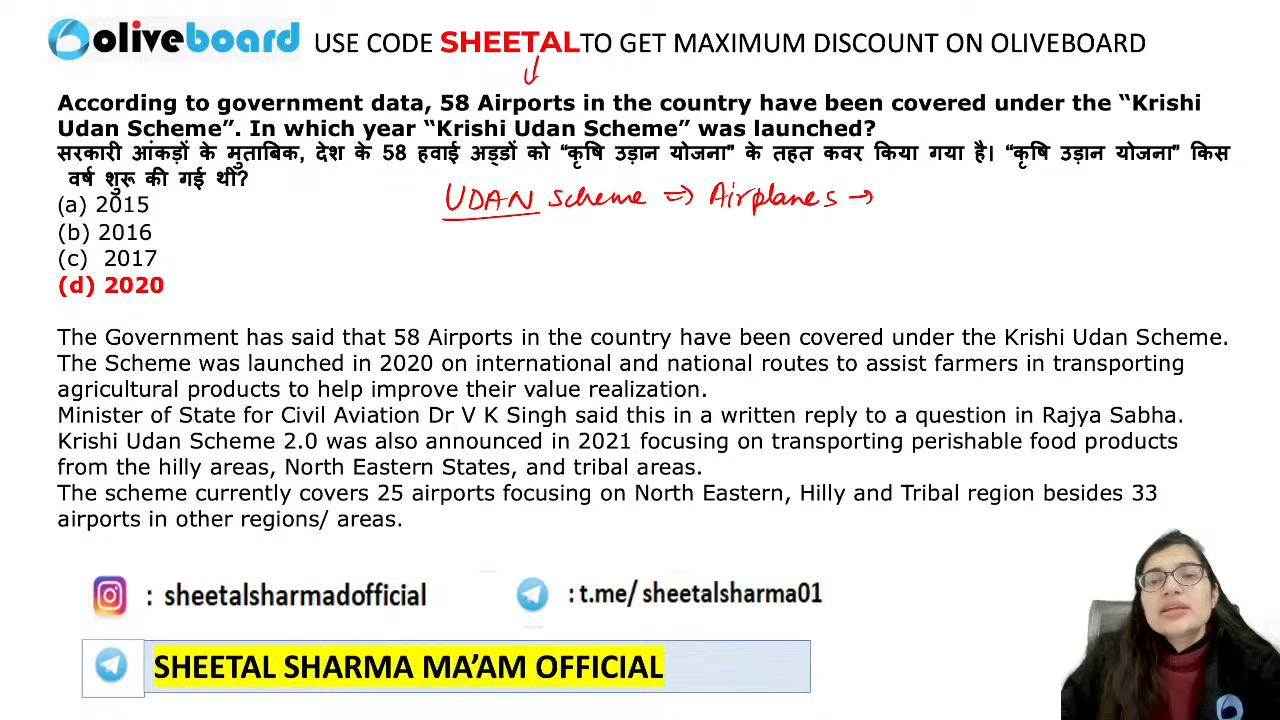 oliveboard USE CODE SHEETAL TO GET MAXIMUM DISCOUNT ON OLIVEBOARD
According to government data, 58 Airports in the country have been covered under the “Krishi
Udan Scheme”. In which year “Krishi Udan Scheme” was launched?
सरकारी आंकड़ों के मुताबिक, देश के 58 हवाई अड्डों को “कृषि उड़ान योजना” के तहत कवर किया गया है। “कृषि उड़ान योजना” किस
वर्ष शुरू की गई थी?
UDAN Scheme => Airplanes →
(a) 2015
(b) 2016
(c) 2017
(d) 2020
The Government has said that 58 Airports in the country have been covered under the Krishi Udan Scheme.
The Scheme was launched in 2020 on international and national routes to assist farmers in transporting
agricultural products to help improve their value realization.
Minister of State for Civil Aviation Dr V K Singh said this in a written reply to a question in Rajya Sabha.
Krishi Udan Scheme 2.0 was also announced in 2021 focusing on transporting perishable food products
from the hilly areas, North Eastern States, and tribal areas.
The scheme currently covers 25 airports focusing on North Eastern, Hilly and Tribal region besides 33
airports in other regions/ areas.
: sheetalsharmadofficial
: t.me/ sheetalsharma01
SHEETAL SHARMA MA’AM OFFICIAL